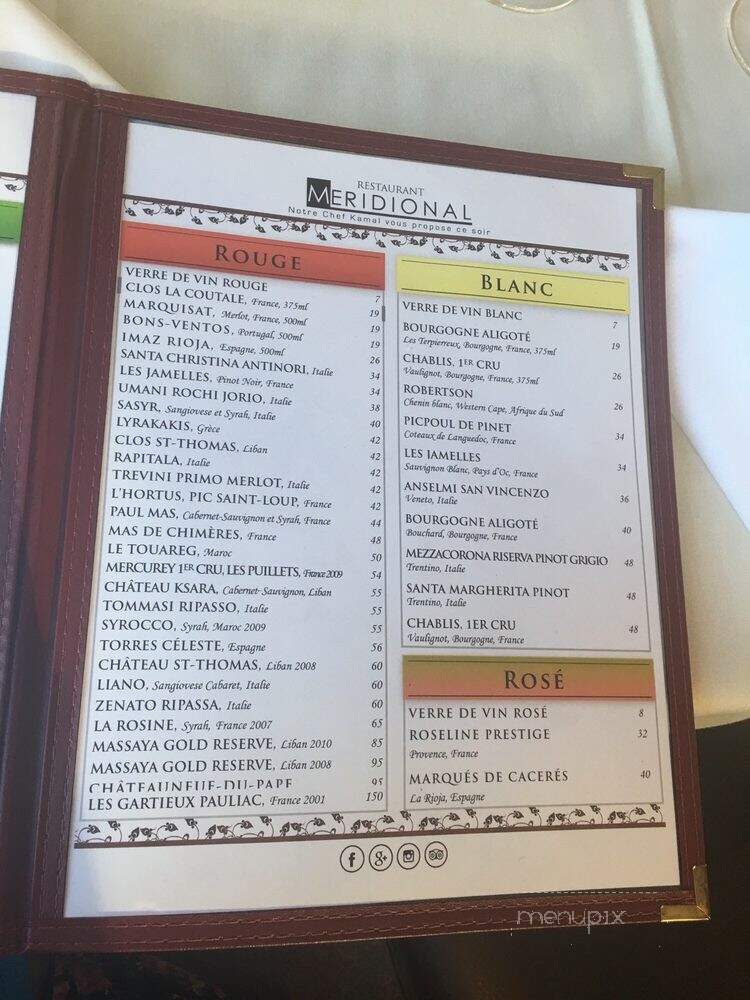 RESTAURANT
MERIDIONAL
Notre Chef Kamal vous propose ce soir
ROUGE
VERRE DE VIN ROUGE 7
CLOS LA COUTALE, France, 375ml 19
MARQUISAT, Merlot, France, 500ml 19
BONS-VENTOS, Portugal, 500ml 19
IMAZ RIOJA, Espagne, 500ml 26
SANTA CHRISTINA ANTINORI, Italie 34
LES JAMELLES, Pinot Noir, France 34
UMANI ROCHI JORIO, Italie 38
SASYR, Sangiovese et Syrah, Italie 40
LYRAKAKIS, Grèce 42
CLOS ST-THOMAS, Liban 42
RAPITALA, Italie 42
TREVINI PRIMO MERLOT, Italie 42
L'HORTUS, PIC SAINT-LOUP, France 44
PAUL MAS, Cabernet-Sauvignon et Syrah, France 48
MAS DE CHIMÈRES, France 50
LE TOUAREG, Maroc 54
MERCUREY 1ER CRU, LES PUILLETS, France 2009 55
CHÂTEAU KSARA, Cabernet-Sauvignon, Liban 55
TOMMASI RIPASSO, Italie 55
SYROCCO, Syrah, Maroc 2009 56
TORRES CÉLESTE, Espagne 60
CHÂTEAU ST-THOMAS, Liban 2008 60
LIANO, Sangiovese Cabaret, Italie 60
ZENATO RIPASSA, Italie 65
LA ROSINE, Syrah, France 2007 85
MASSAYA GOLD RESERVE, Liban 2010 95
MASSAYA GOLD RESERVE, Liban 2008 95
CHÂTEAUNEUF-DU-PAPE
LES GARTIEUX PAULIAC, France 2001 150
BLANC
VERRE DE VIN BLANC 7
BOURGOGNE ALIGOTÉ 19
Les Terpierreux, Bourgogne, France, 375ml
CHABLIS, 1ER CRU 26
Vaulignot, Bourgogne, France, 375ml
ROBERTSON 26
Chenin blanc, Western Cape, Afrique du Sud
PICPOUL DE PINET 34
Coteaux de Languedoc, France
LES JAMELLES 34
Sauvignon Blanc, Pays d'Oc, France
ANSELMI SAN VINCENZO 36
Veneto, Italie
BOURGOGNE ALIGOTÉ 40
Bouchard, Bourgogne, France
MEZZACORONA RISERVA PINOT GRIGIO 48
Trentino, Italie
SANTA MARGHERITA PINOT 48
Trentino, Italie
CHABLIS, 1ER CRU 48
Vaulignot, Bourgogne, France
ROSÉ
VERRE DE VIN ROSÉ 8
ROSELINE PRESTIGE 32
Provence, France
MARQUÉS DE CACERÉS 40
La Rioja, Espagne
f g+
menupix